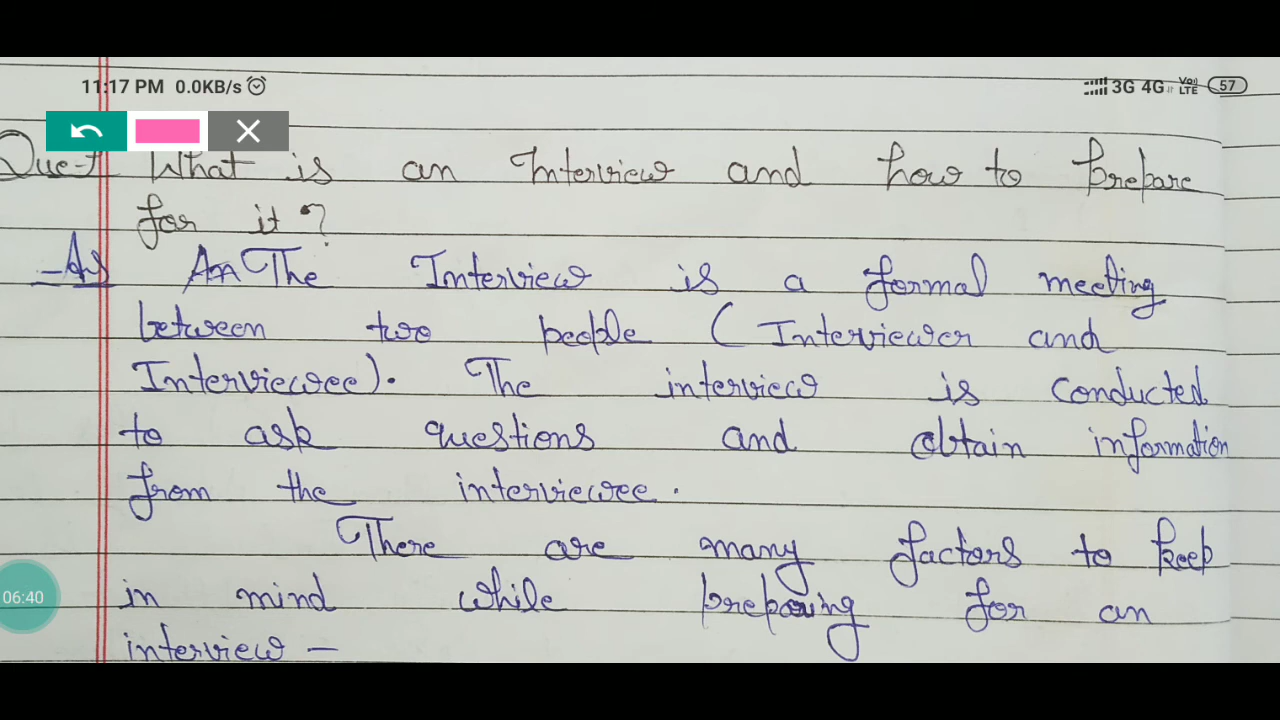 11:17 PM 0.0KB/s
3G 4G Vo)) LTE 57
What is an Interview and how to Prepare
for it?
Ans An The Interview is a formal meeting
between two people ( Interviewer and
Interviewee). The interview is conducted
to ask questions and obtain information
from the interviewee.
There are many factors to keep
06:40
in mind while preparing for an
interview -